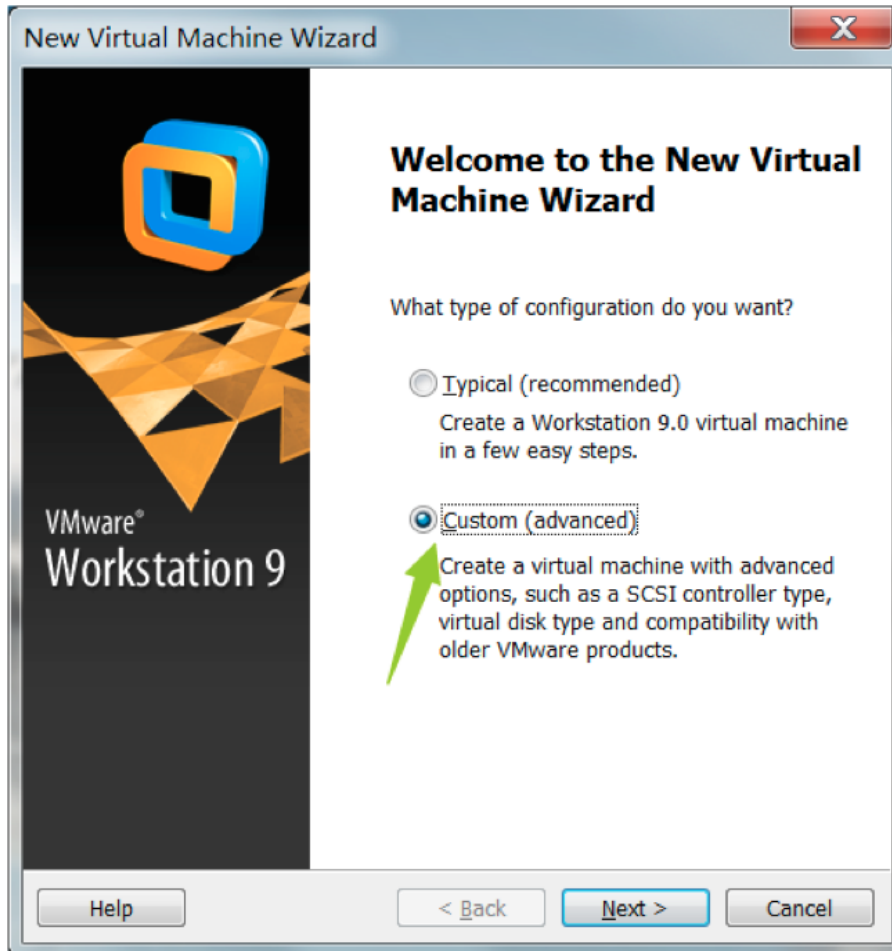 New Virtual Machine Wizard
Welcome to the New Virtual
Machine Wizard
What type of configuration do you want?
Typical (recommended)
Create a Workstation 9.0 virtual machine
in a few easy steps.
Custom (advanced)
Create a virtual machine with advanced
options, such as a SCSI controller type,
virtual disk type and compatibility with
older VMware products.
VMware®
Workstation 9
Help
< Back
Next >
Cancel